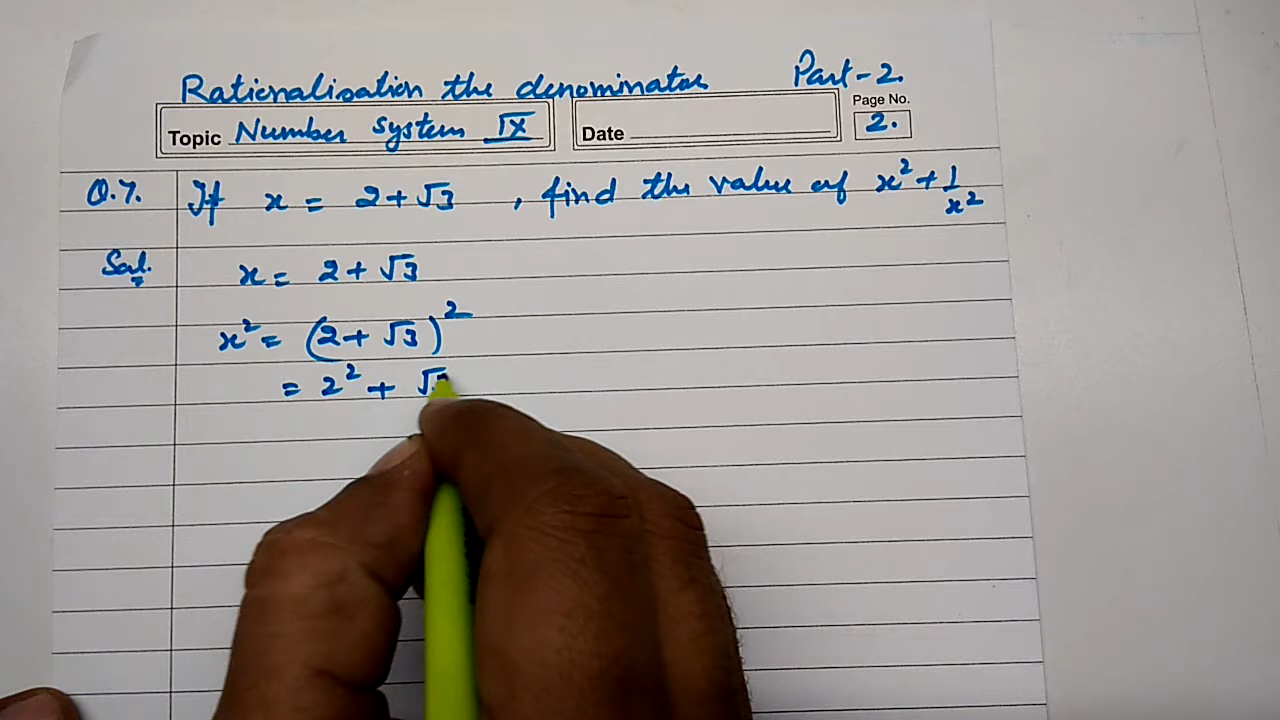 Rationalisation the denominator Part-2.
Topic Number System IX Date Page No. 2.
Q.7. If x = 2+√3 , find the value of x²+1/x²
Sol. x = 2+√3
x² = (2+√3)²
= 2² + √3